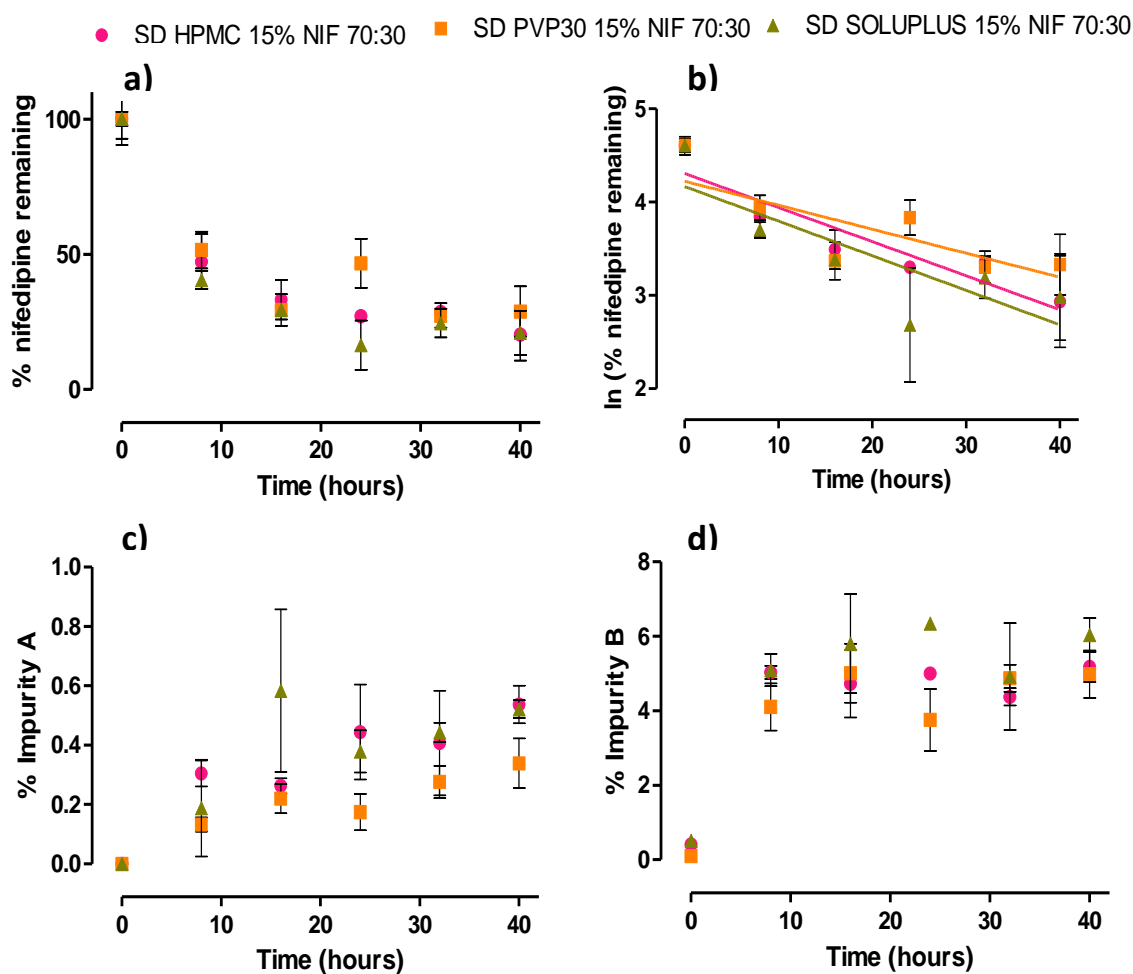 SD HPMC 15% NIF 70:30 SD PVP30 15% NIF 70:30 SD SOLUPLUS 15% NIF 70:30
a)
% nifedipine remaining
100
50
0
0 10 20 30 40
Time (hours)
b)
ln (% nifedipine remaining)
5
4
3
2
0 10 20 30 40
Time (hours)
c)
% Impurity A
1.0
0.8
0.6
0.4
0.2
0.0
0 10 20 30 40
Time (hours)
d)
% Impurity B
8
6
4
2
0
0 10 20 30 40
Time (hours)